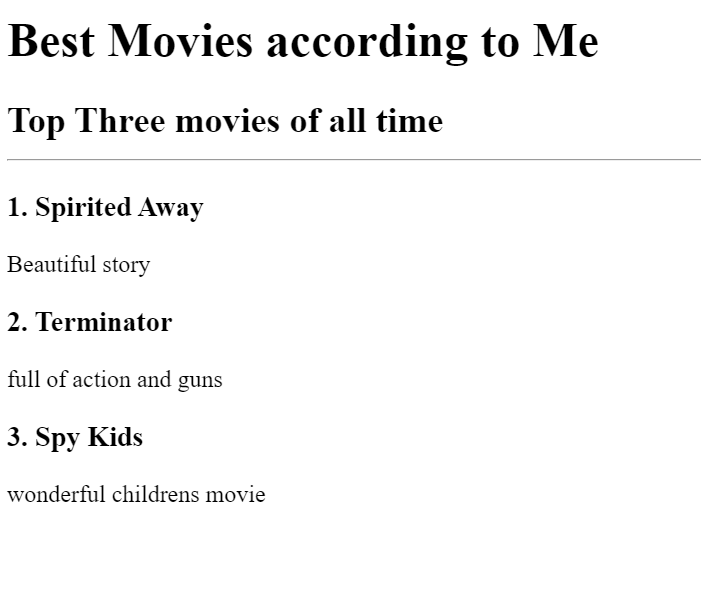 Best Movies according to Me
Top Three movies of all time
1. Spirited Away
Beautiful story
2. Terminator
full of action and guns
3. Spy Kids
wonderful childrens movie